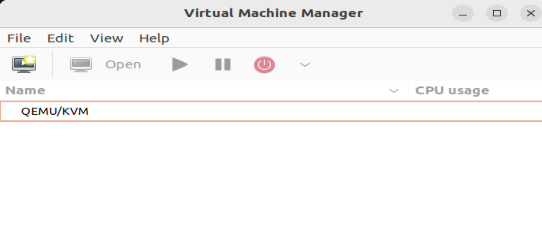 Virtual Machine Manager
File Edit View Help
Open
Name CPU usage
QEMU/KVM